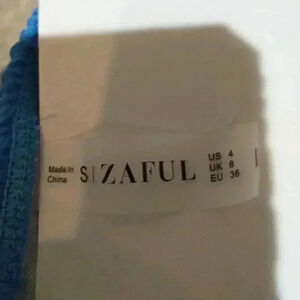 Made in
China
S
ZAFUL
US 4
UK 8
EU 36